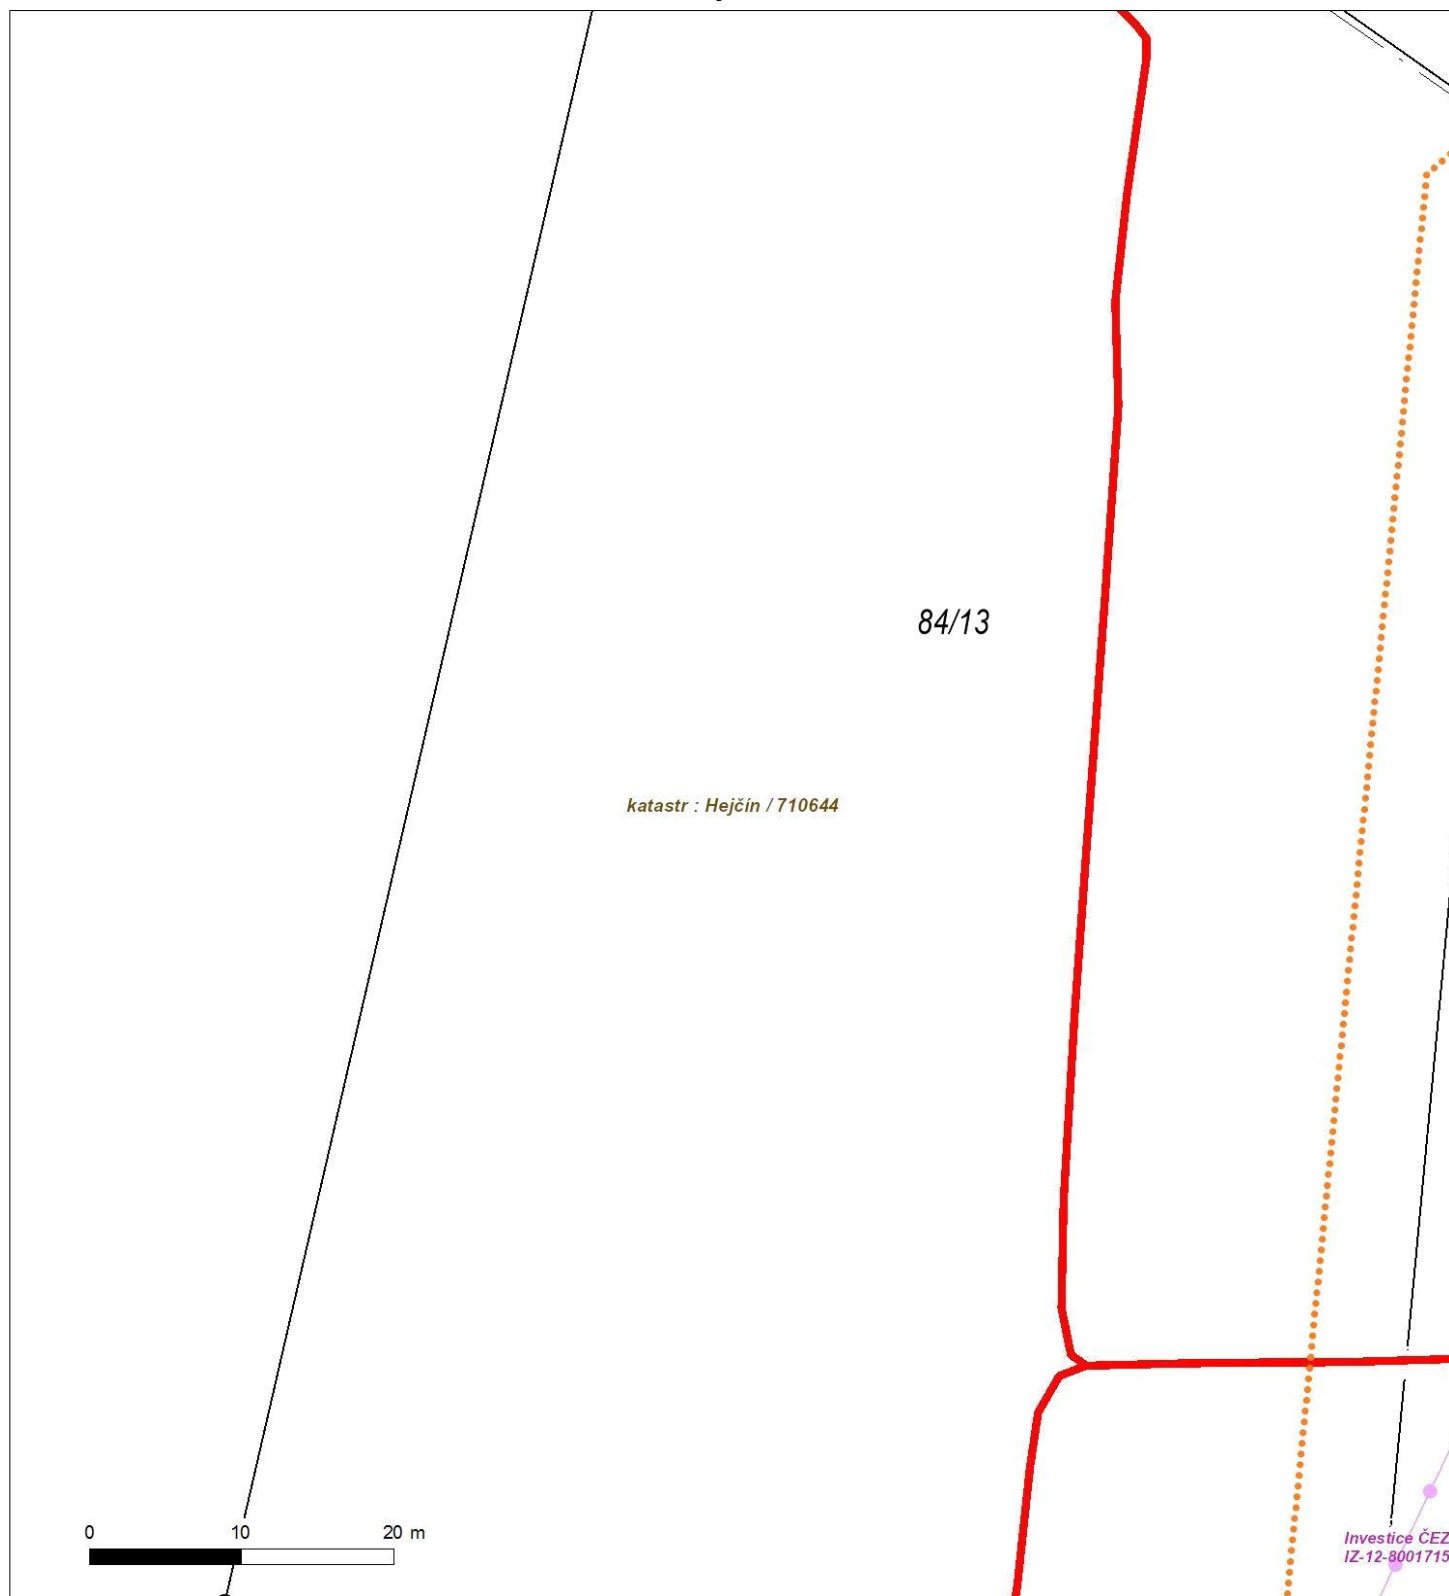 84/13
katastr : Hejčín / 710644
0 10 20 m
Investice ČEZ
IZ-12-8001715